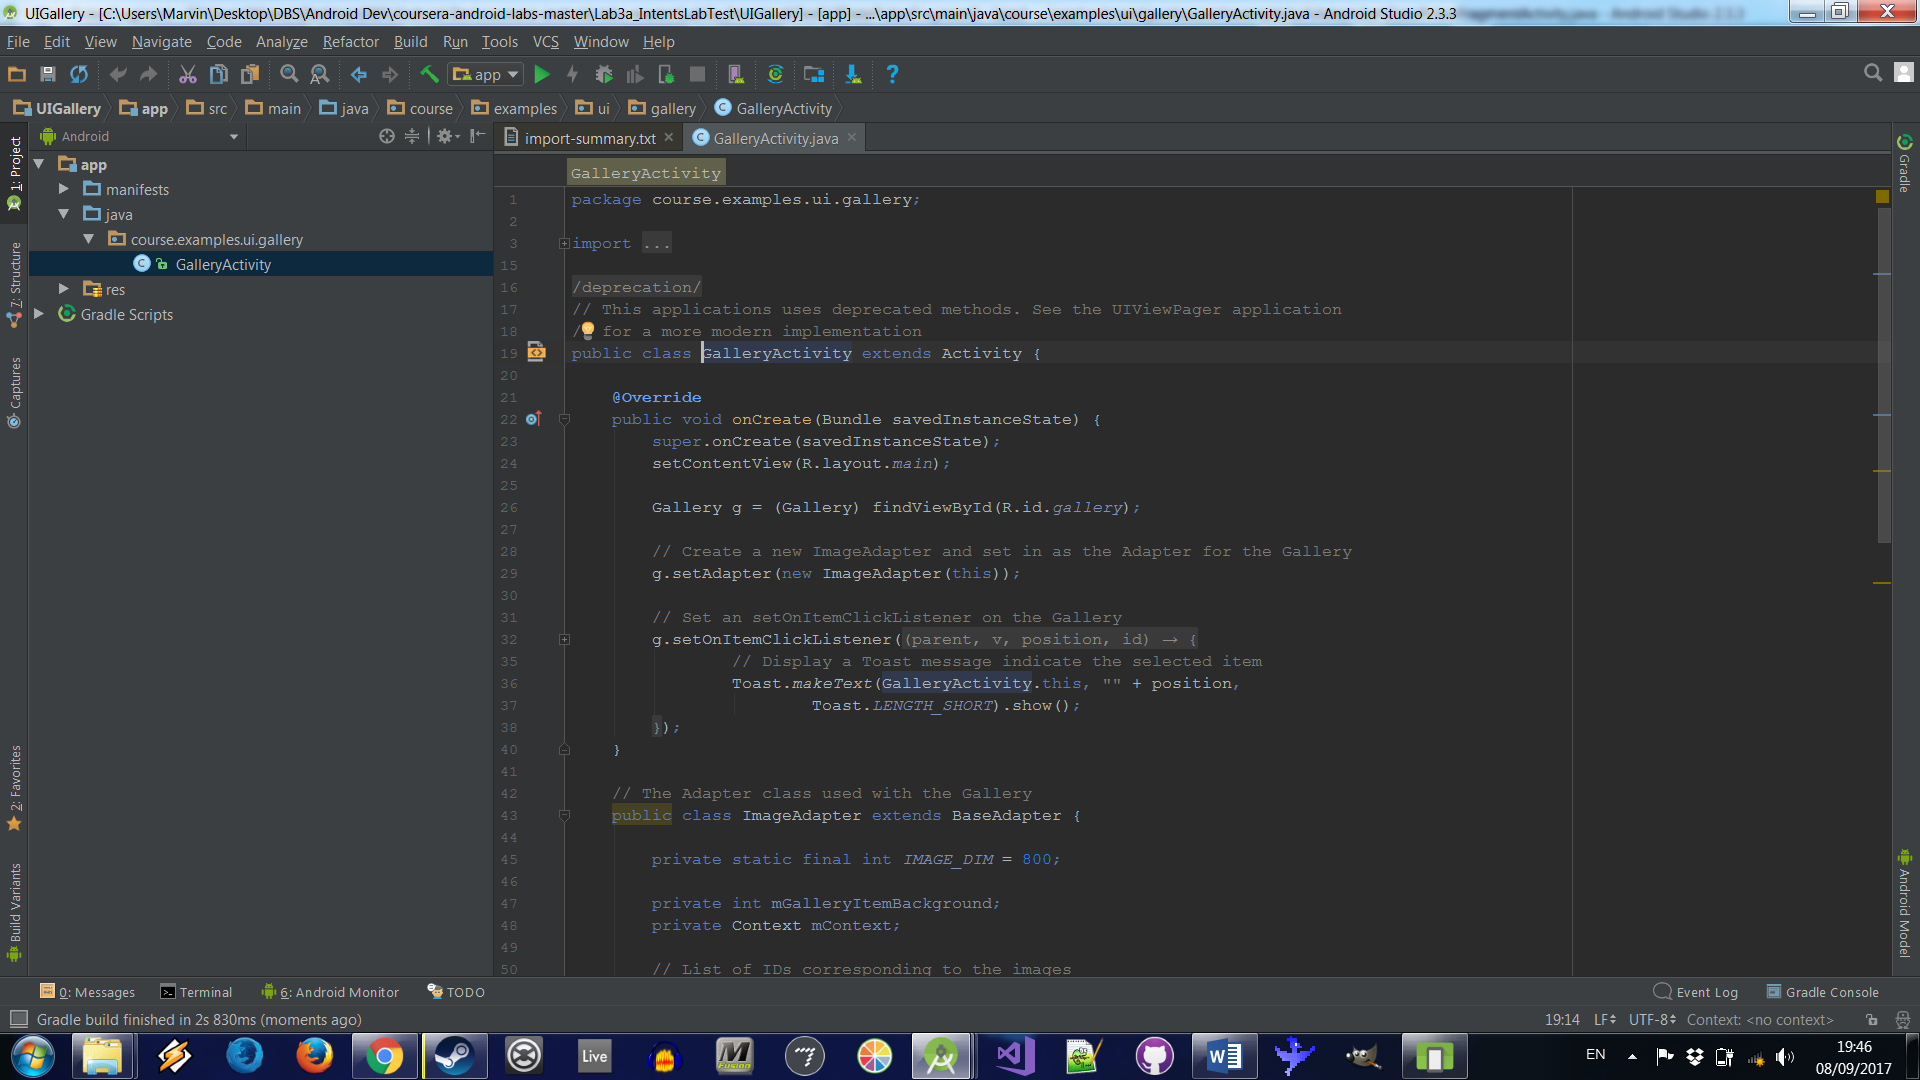 UIGallery - [C:\Users\Marvin\Desktop\DBS\Android Dev\coursera-android-labs-master\Lab3a_IntentsLabTest\UIGallery] - [app] - ...\app\src\main\java\course\examples\ui\gallery\GalleryActivity.java - Android Studio 2.3.3
File Edit View Navigate Code Analyze Refactor Build Run Tools VCS Window Help
app
UIGallery app src main java course examples ui gallery GalleryActivity
Android
import-summary.txt GalleryActivity.java
1: Project
7: Structure
Captures
2: Favorites
Build Variants
app
manifests
java
course.examples.ui.gallery
GalleryActivity
res
Gradle Scripts
GalleryActivity
1 package course.examples.ui.gallery;
2
3 import ...
15
16 /deprecation/
17 // This applications uses deprecated methods. See the UIViewPager application
18 / for a more modern implementation
19 public class GalleryActivity extends Activity {
20
21 @Override
22 public void onCreate(Bundle savedInstanceState) {
23 super.onCreate(savedInstanceState);
24 setContentView(R.layout.main);
25
26 Gallery g = (Gallery) findViewById(R.id.gallery);
27
28 // Create a new ImageAdapter and set in as the Adapter for the Gallery
29 g.setAdapter(new ImageAdapter(this));
30
31 // Set an setOnItemClickListener on the Gallery
32 g.setOnItemClickListener((parent, v, position, id) → {
35 // Display a Toast message indicate the selected item
36 Toast.makeText(GalleryActivity.this, "" + position,
37 Toast.LENGTH_SHORT).show();
38 });
40 }
41
42 // The Adapter class used with the Gallery
43 public class ImageAdapter extends BaseAdapter {
44
45 private static final int IMAGE_DIM = 800;
46
47 private int mGalleryItemBackground;
48 private Context mContext;
49
50 // List of IDs corresponding to the images
Gradle
Android Model
0: Messages Terminal 6: Android Monitor TODO Event Log Gradle Console
Gradle build finished in 2s 830ms (moments ago) 19:14 LF UTF-8 Context: <no context>
Live
Fusion
EN
19:46
08/09/2017